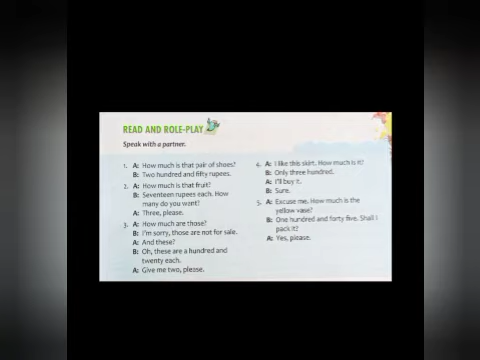 READ AND ROLE-PLAY
Speak with a partner.
1. A: How much is that pair of shoes?
B: Two hundred and fifty rupees.
2. A: How much is that fruit?
B: Seventeen rupees each. How
many do you want?
A: Three, please.
3. A: How much are those?
B: I'm sorry, those are not for sale.
A: And these?
B: Oh, these are a hundred and
twenty each.
A: Give me two, please.
4. A: I like this skirt. How much is it?
B: Only three hundred.
A: I'll buy it.
B: Sure.
5. A: Excuse me. How much is the
yellow vase?
B: One hundred and forty five. Shall I
pack it?
A: Yes, please.